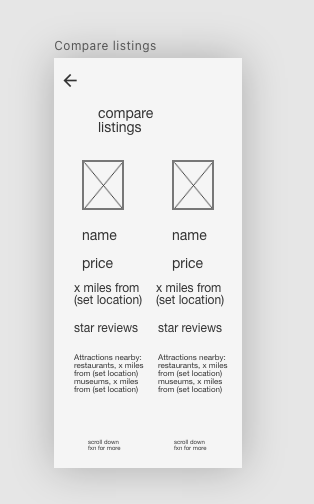 Compare listings
compare
listings
name
name
price
price
x miles from
(set location)
x miles from
(set location)
star reviews
star reviews
Attractions nearby:
restaurants, x miles
from (set location)
museums, x miles
from (set location)
Attractions nearby:
restaurants, x miles
from (set location)
museums, x miles
from (set location)
scroll down
fxn for more
scroll down
fxn for more